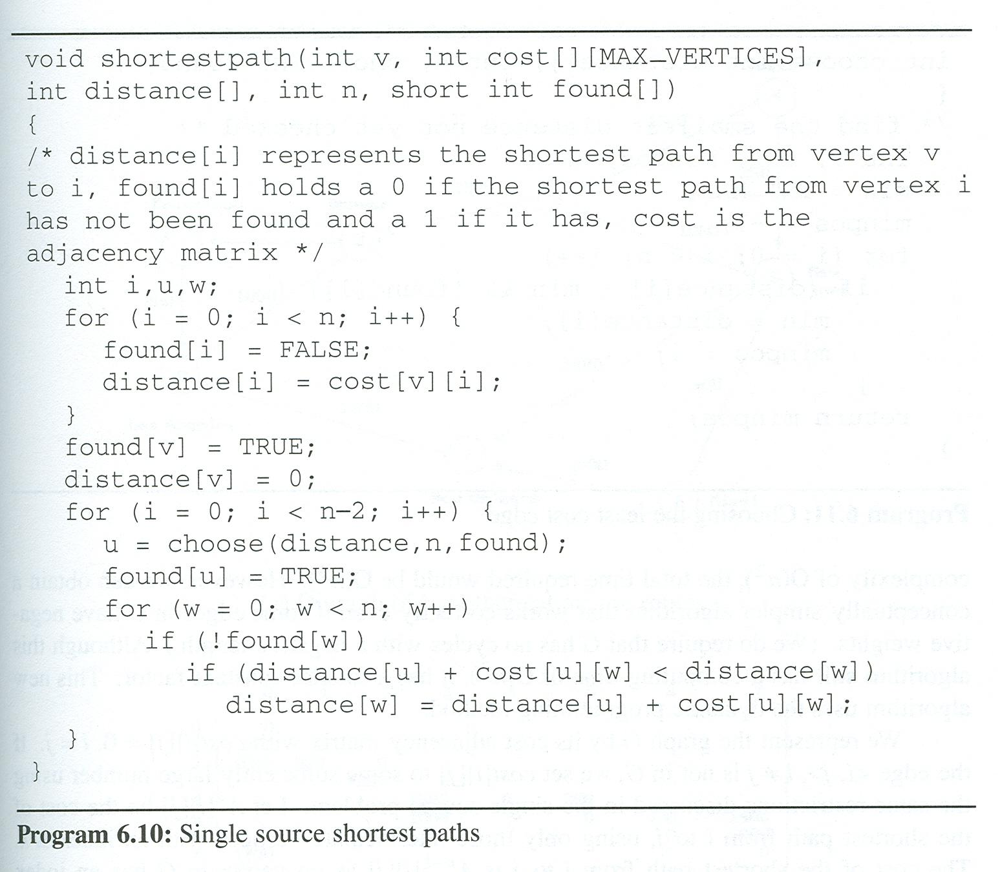 void shortestpath(int v, int cost[][MAX_VERTICES],
int distance[], int n, short int found[])
{
/* distance[i] represents the shortest path from vertex v
to i, found[i] holds a 0 if the shortest path from vertex i
has not been found and a 1 if it has, cost is the
adjacency matrix */
int i,u,w;
for (i = 0; i < n; i++) {
found[i] = FALSE;
distance[i] = cost[v][i];
}
found[v] = TRUE;
distance[v] = 0;
for (i = 0; i < n-2; i++) {
u = choose(distance,n,found);
found[u] = TRUE;
for (w = 0; w < n; w++)
if (!found[w])
if (distance[u] + cost[u][w] < distance[w])
distance[w] = distance[u] + cost[u][w];
}
}
Program 6.10: Single source shortest paths